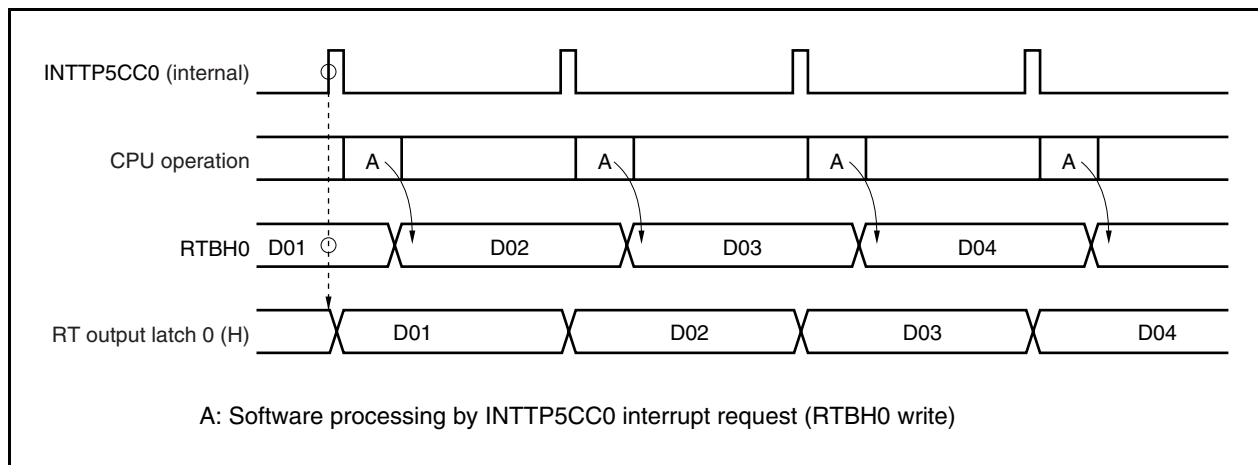 INTTP5CC0 (internal)
CPU operation A A A A
RTBH0 D01 D02 D03 D04
RT output latch 0 (H) D01 D02 D03 D04
A: Software processing by INTTP5CC0 interrupt request (RTBH0 write)